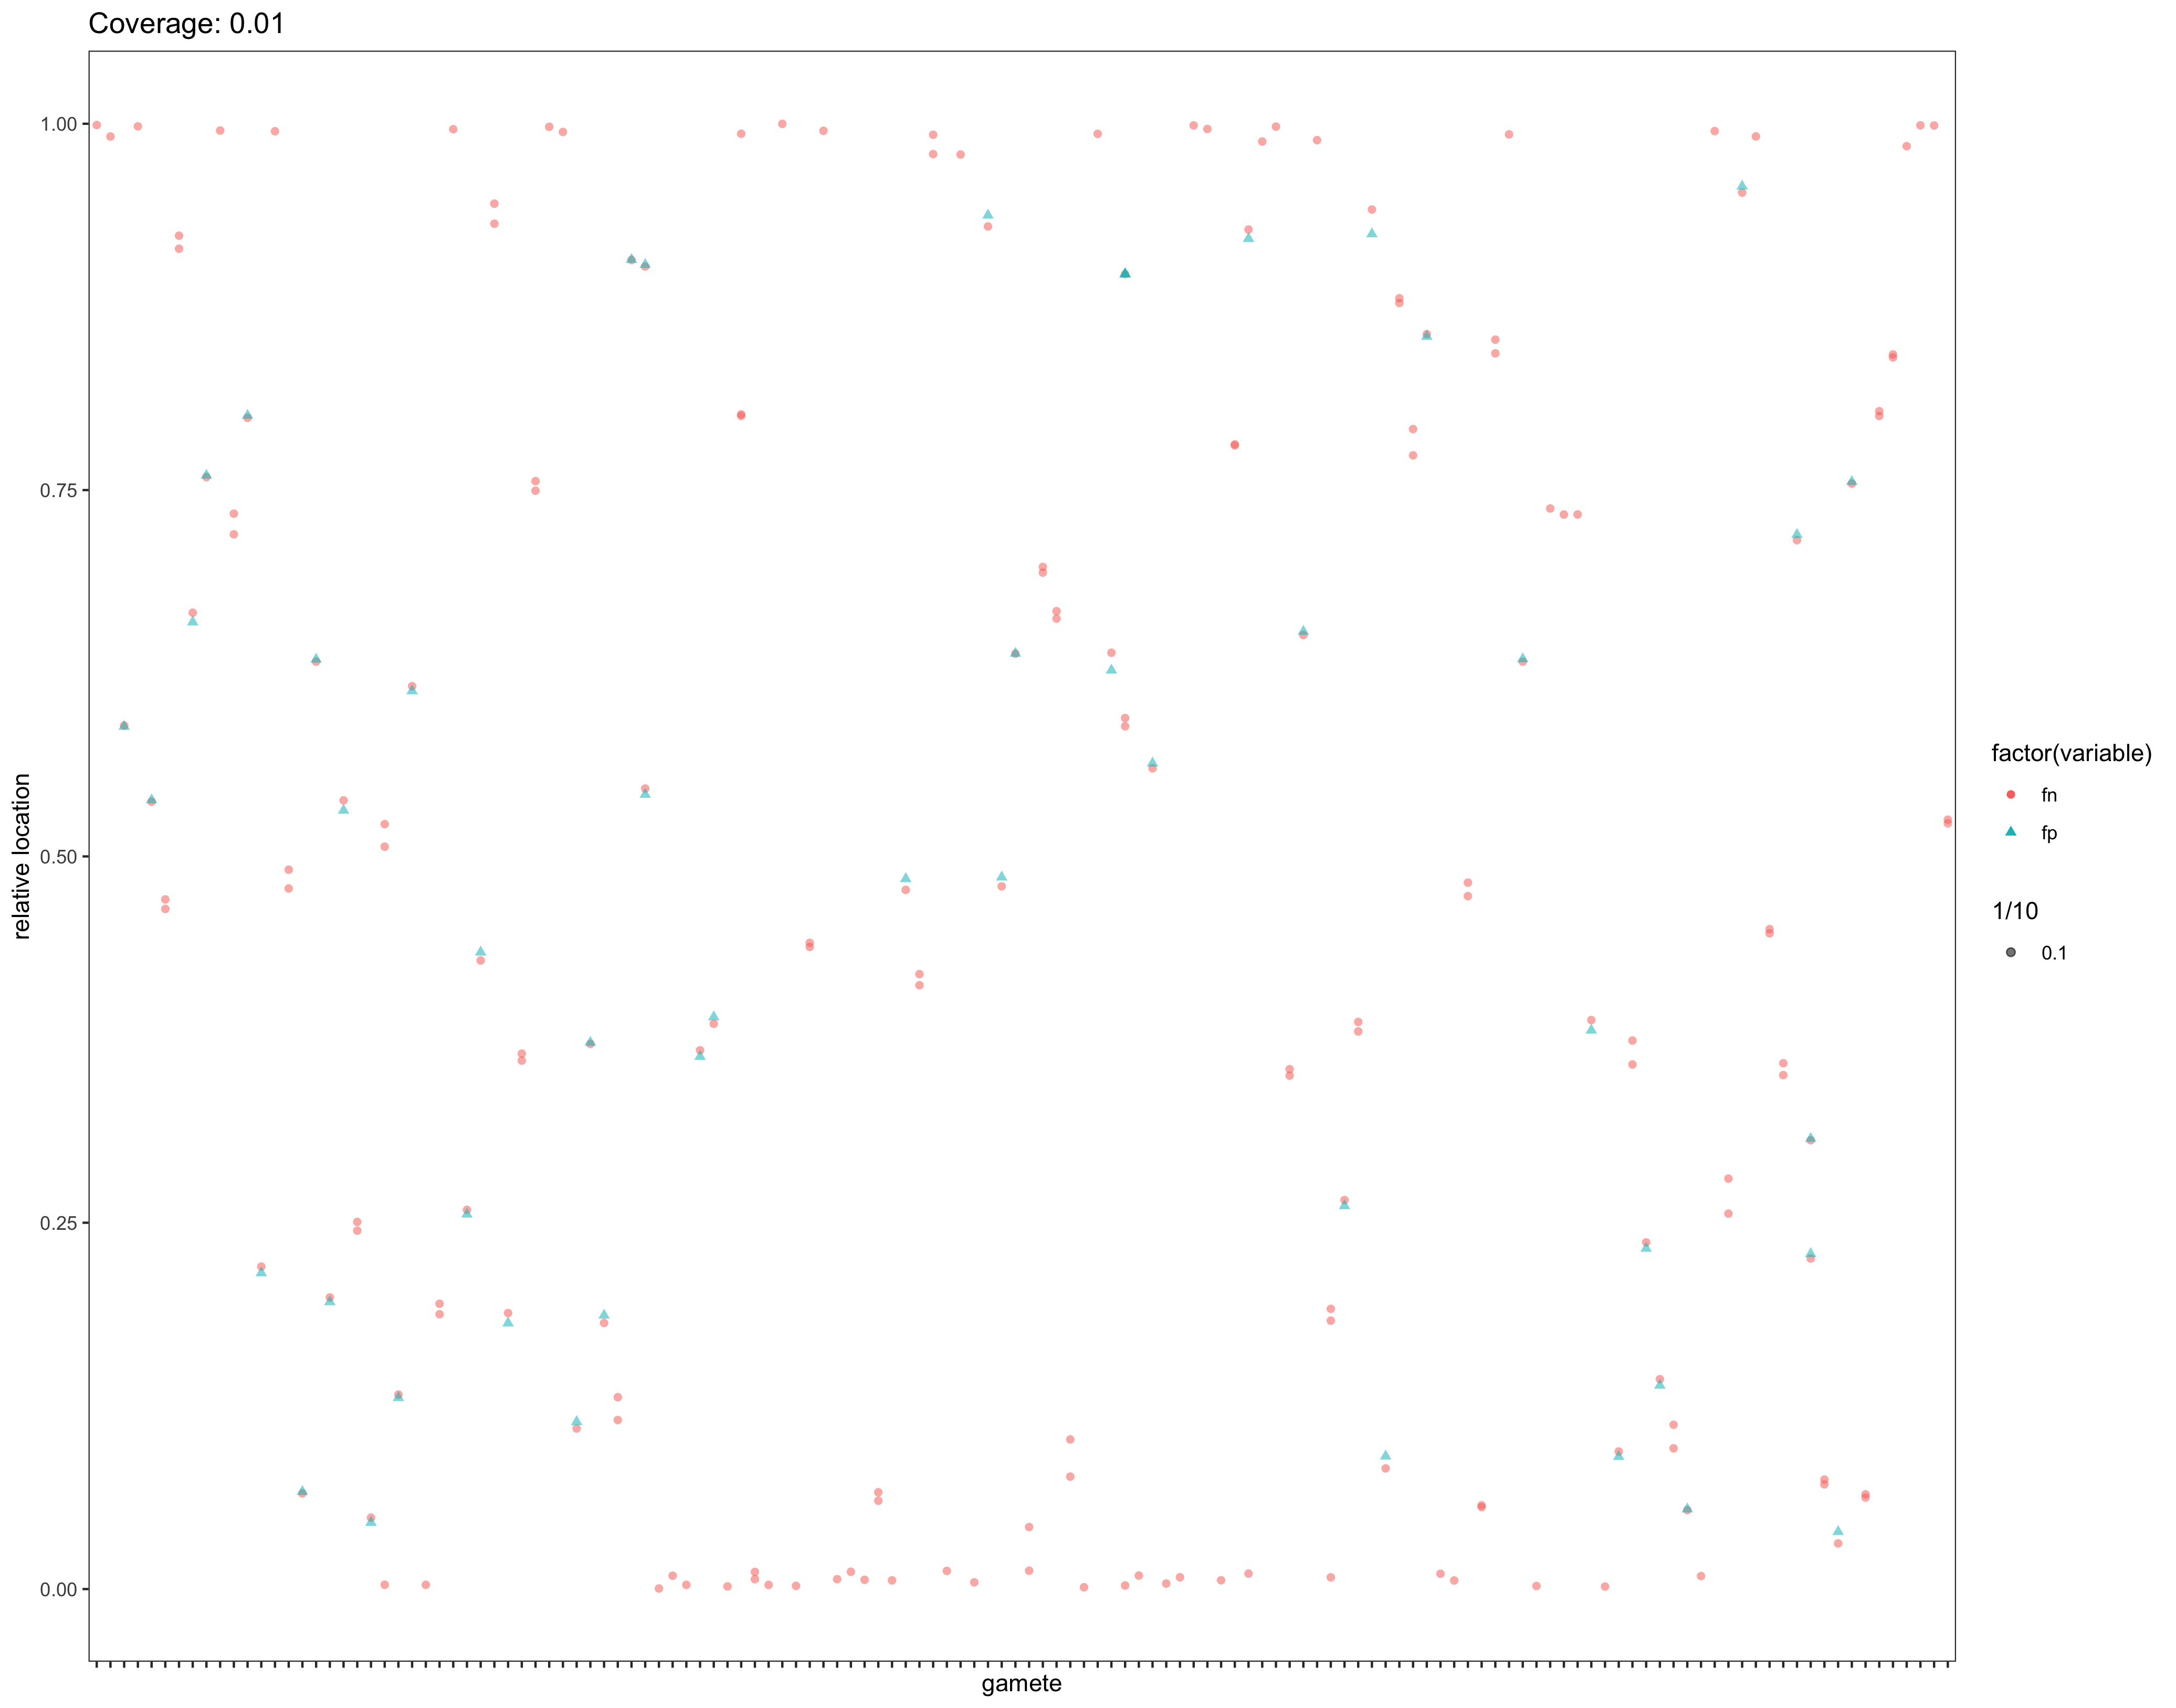 Coverage: 0.01
1.00
0.75
0.50
0.25
0.00
relative location
gamete
factor(variable)
fn
fp
1/10
0.1